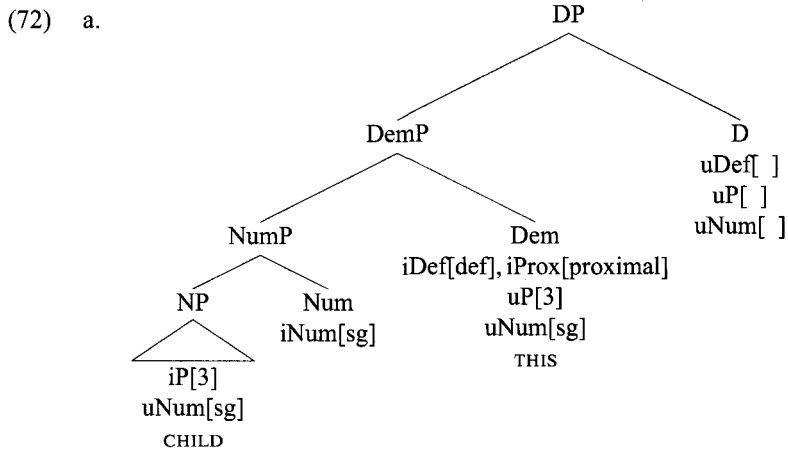 (72) a.
DP
DemP D
uDef[ ]
uP[ ]
uNum[ ]
NumP Dem
iDef[def], iProx[proximal]
uP[3]
uNum[sg]
THIS
NP Num
iNum[sg]
iP[3]
uNum[sg]
CHILD